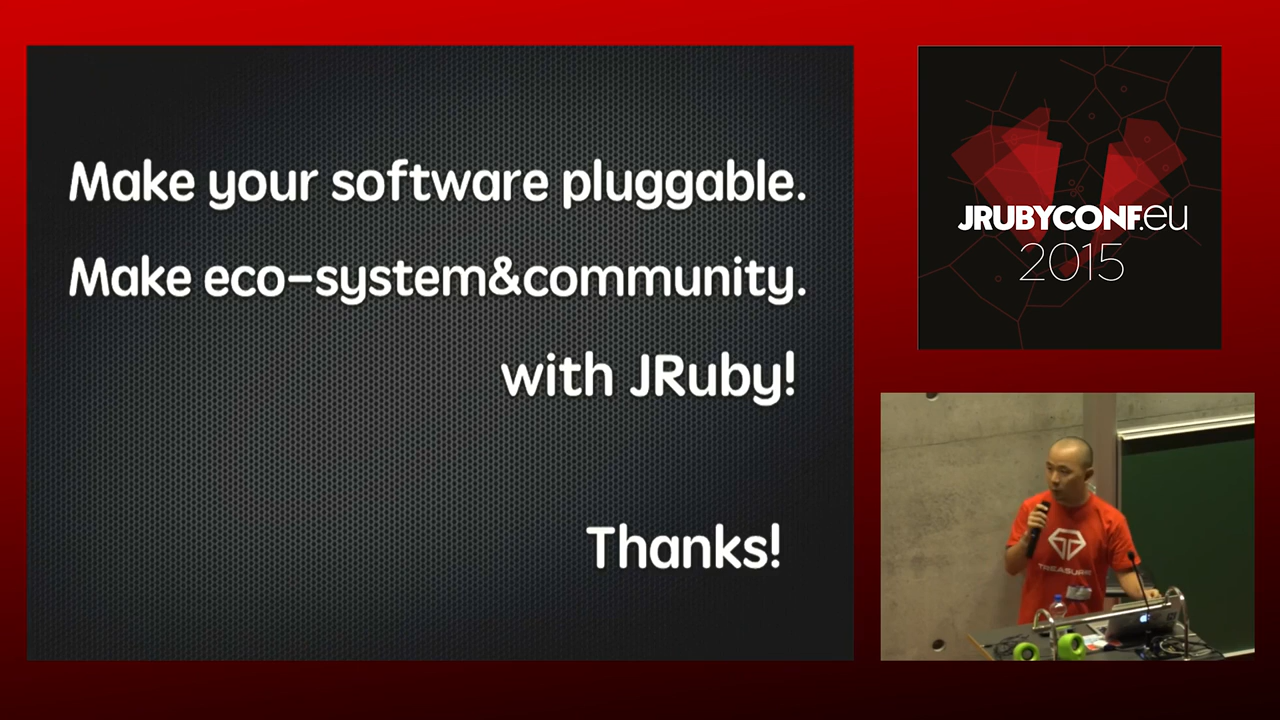 Make your software pluggable.
Make eco-system&community.
with JRuby!
Thanks!
JRUBYCONF.eu
2015
TREASURE